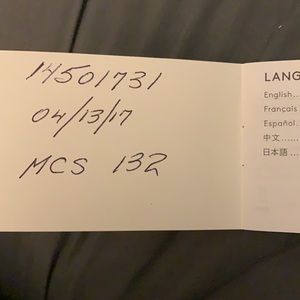 14501731
04/13/17
MCS 132
LANG
English...
Français
Español.
中文......
日本語...